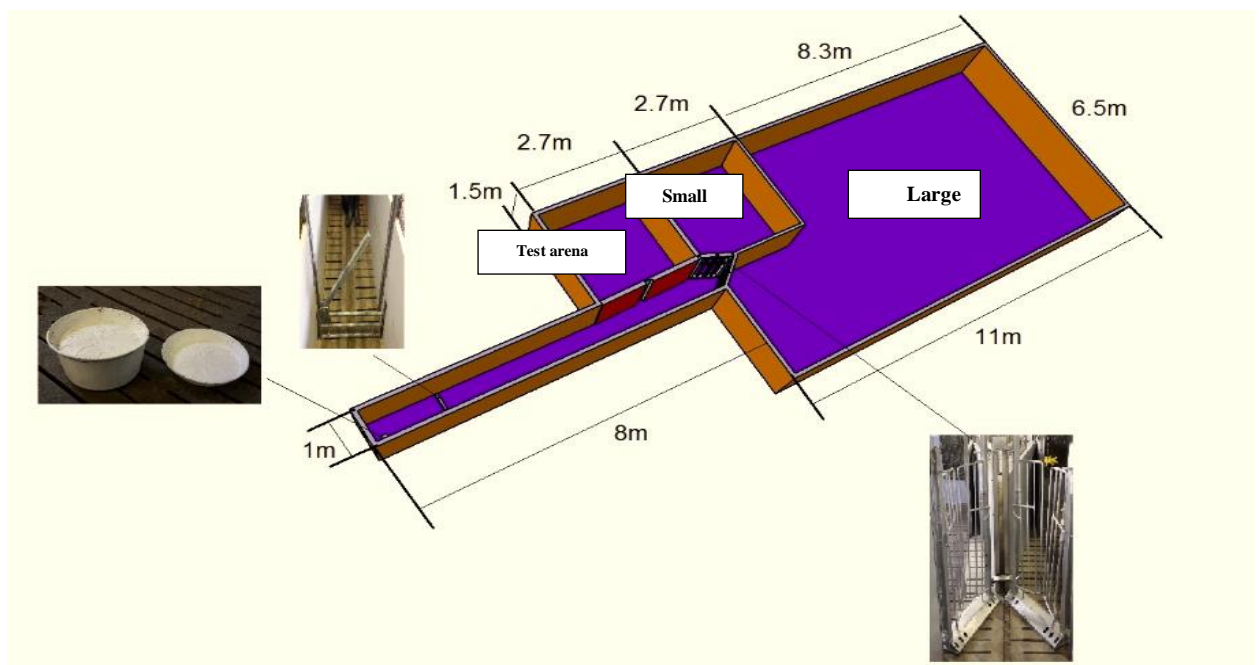 8.3m
2.7m
6.5m
2.7m
1.5m
Small
Large
Test arena
11m
8m
1m